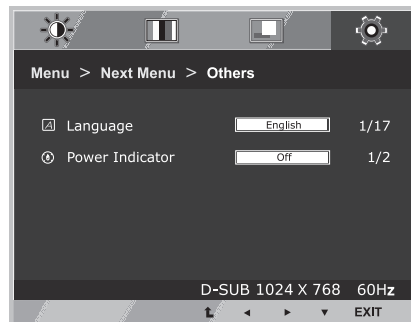 Menu > Next Menu > Others
Language English 1/17
Power Indicator Off 1/2
D-SUB 1024 X 768 60Hz
EXIT